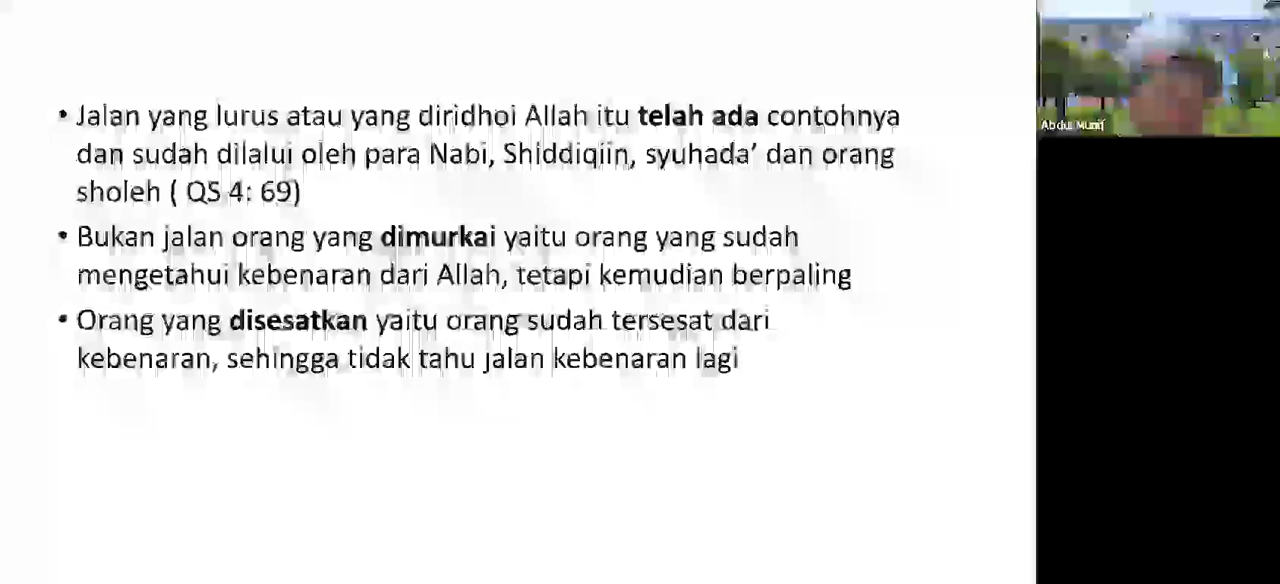 • Jalan yang lurus atau yang diridhoi Allah itu telah ada contohnya
dan sudah dilalui oleh para Nabi, Shiddiqiin, syuhada’ dan orang
sholeh ( QS 4: 69)
• Bukan jalan orang yang dimurkai yaitu orang yang sudah
mengetahui kebenaran dari Allah, tetapi kemudian berpaling
• Orang yang disesatkan yaitu orang sudah tersesat dari
kebenaran, sehingga tidak tahu jalan kebenaran lagi
Abdul Munif